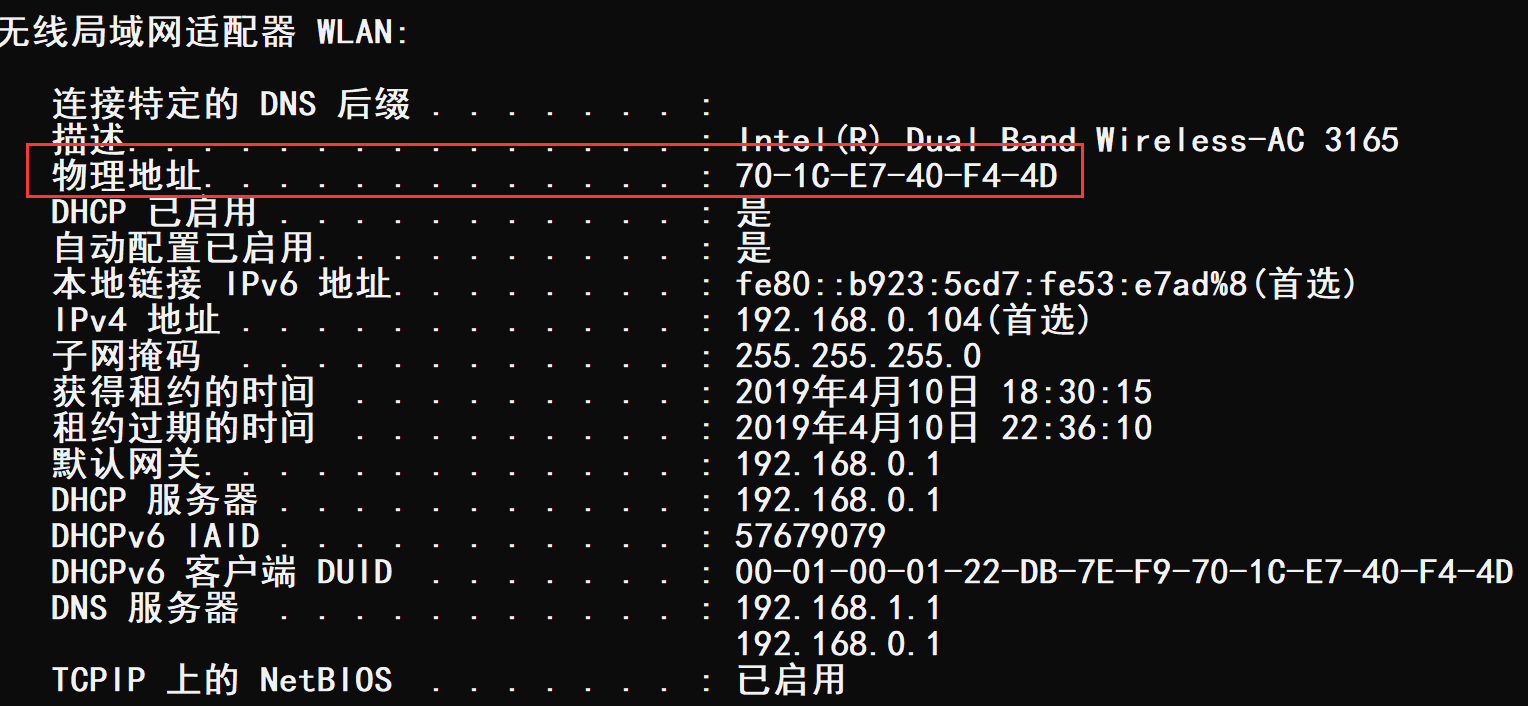 无线局域网适配器 WLAN:
连接特定的 DNS 后缀 . . . . . . . :
描述. . . . . . . . . . . . . . . : Intel(R) Dual Band Wireless-AC 3165
物理地址. . . . . . . . . . . . . : 70-1C-E7-40-F4-4D
DHCP 已启用 . . . . . . . . . . . : 是
自动配置已启用. . . . . . . . . . : 是
本地链接 IPv6 地址. . . . . . . . : fe80::b923:5cd7:fe53:e7ad%8(首选)
IPv4 地址 . . . . . . . . . . . . : 192.168.0.104(首选)
子网掩码  . . . . . . . . . . . . : 255.255.255.0
获得租约的时间  . . . . . . . . . : 2019年4月10日 18:30:15
租约过期的时间  . . . . . . . . . : 2019年4月10日 22:36:10
默认网关. . . . . . . . . . . . . : 192.168.0.1
DHCP 服务器 . . . . . . . . . . . : 192.168.0.1
DHCPv6 IAID . . . . . . . . . . . : 57679079
DHCPv6 客户端 DUID  . . . . . . . : 00-01-00-01-22-DB-7E-F9-70-1C-E7-40-F4-4D
DNS 服务器  . . . . . . . . . . . : 192.168.1.1
192.168.0.1
TCPIP 上的 NetBIOS  . . . . . . . : 已启用